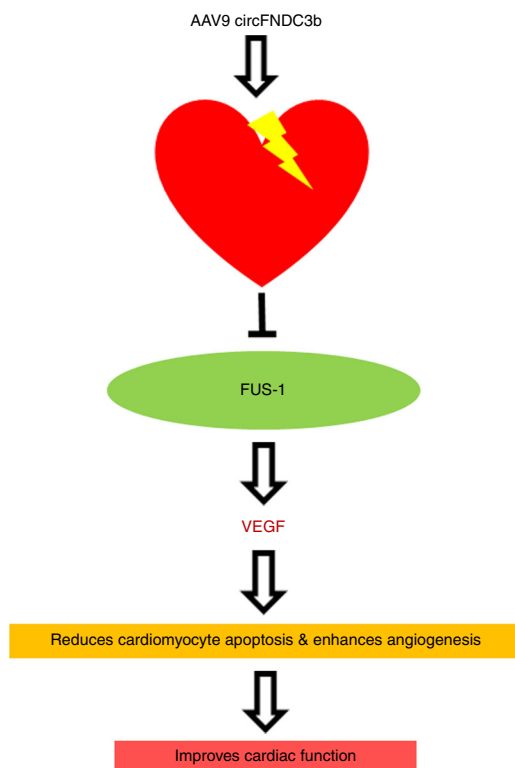 AAV9 circFNDC3b
FUS-1
VEGF
Reduces cardiomyocyte apoptosis & enhances angiogenesis
Improves cardiac function